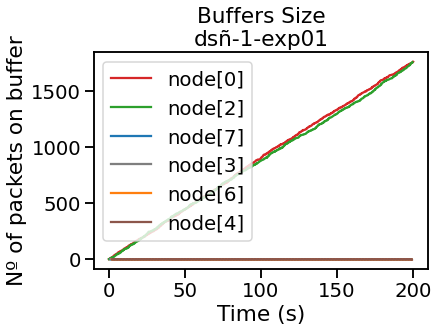 Buffers Size
dsñ-1-exp01
Nº of packets on buffer
1500
1000
500
0
node[0]
node[2]
node[7]
node[3]
node[6]
node[4]
0
50
100
150
200
Time (s)